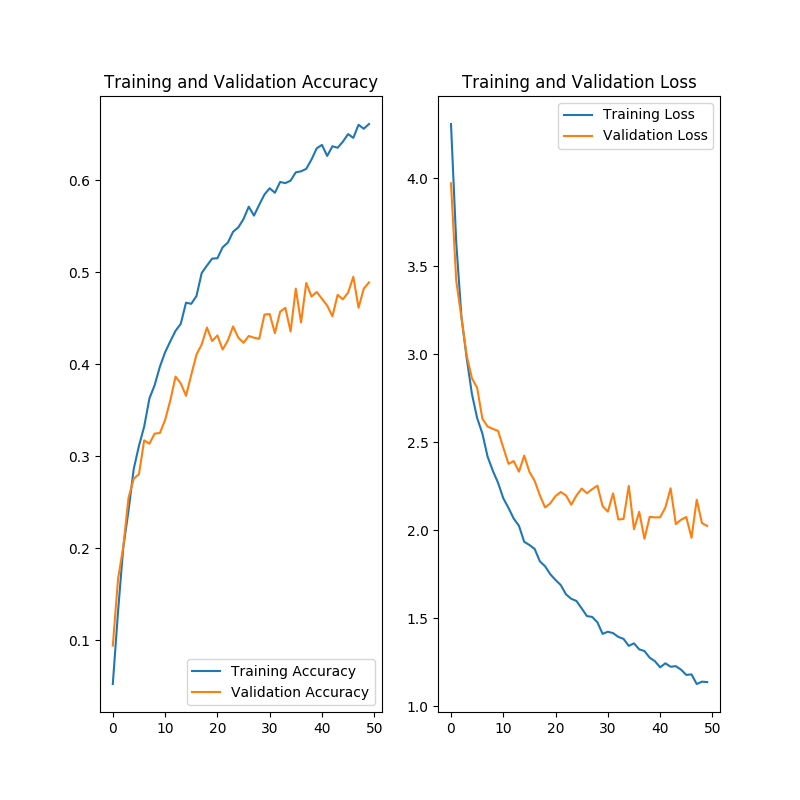 Training and Validation Accuracy
0.6
0.5
0.4
0.3
0.2
0.1
Training Accuracy
Validation Accuracy
0 10 20 30 40 50
Training and Validation Loss
Training Loss
Validation Loss
4.0
3.5
3.0
2.5
2.0
1.5
1.0
0 10 20 30 40 50